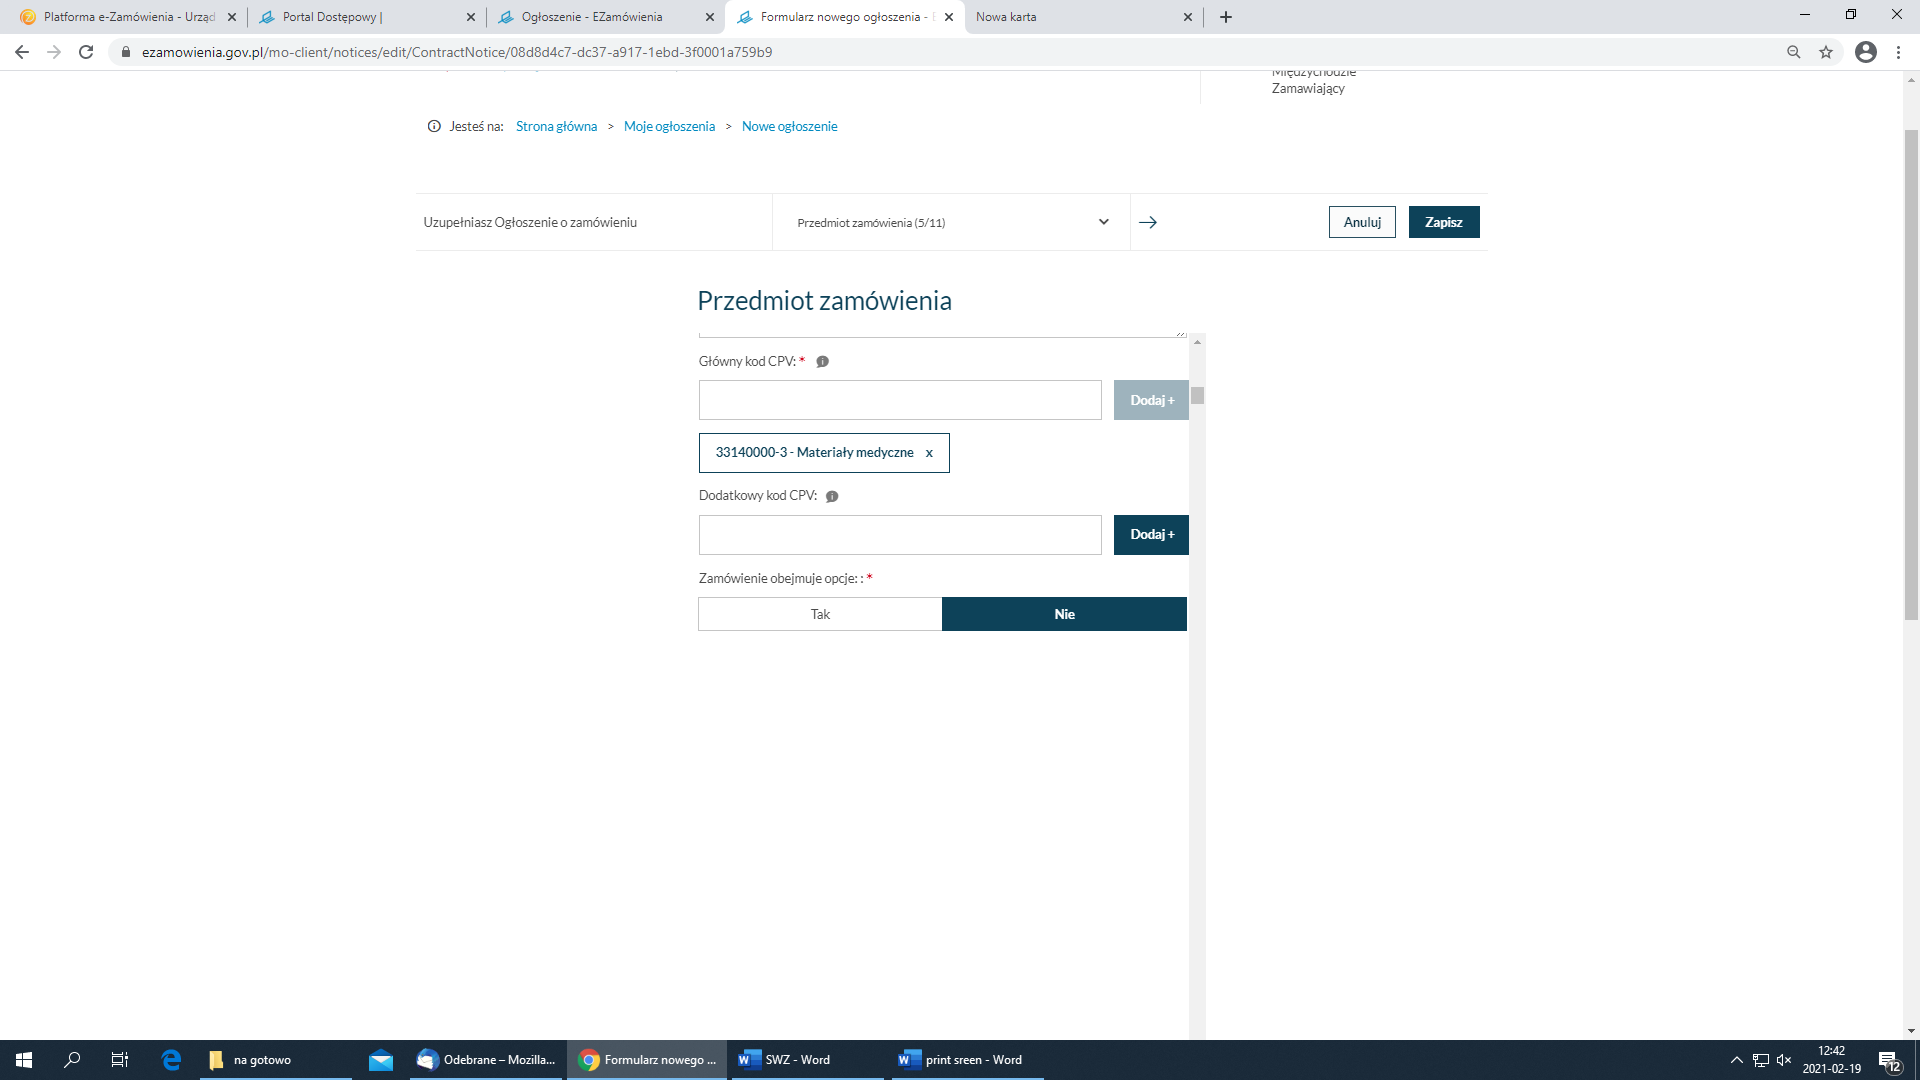 Platforma e-Zamówienia - Urząd
Portal Dostępowy |
Ogłoszenie - EZamówienia
Formularz nowego ogłoszenia -
Nowa karta
ezamowienia.gov.pl/mo-client/notices/edit/ContractNotice/08d8d4c7-dc37-a917-1ebd-3f0001a759b9
Międzychodzie
Zamawiający
Jesteś na: Strona główna > Moje ogłoszenia > Nowe ogłoszenie
Uzupełniasz Ogłoszenie o zamówieniu
Przedmiot zamówienia (5/11)
Anuluj
Zapisz
Przedmiot zamówienia
Główny kod CPV: *
Dodaj +
33140000-3 - Materiały medyczne x
Dodatkowy kod CPV:
Dodaj +
Zamówienie obejmuje opcje: : *
Tak
Nie
na gotowo
Odebrane – Mozilla...
Formularz nowego ...
SWZ - Word
print sreen - Word
12:42
2021-02-19
12